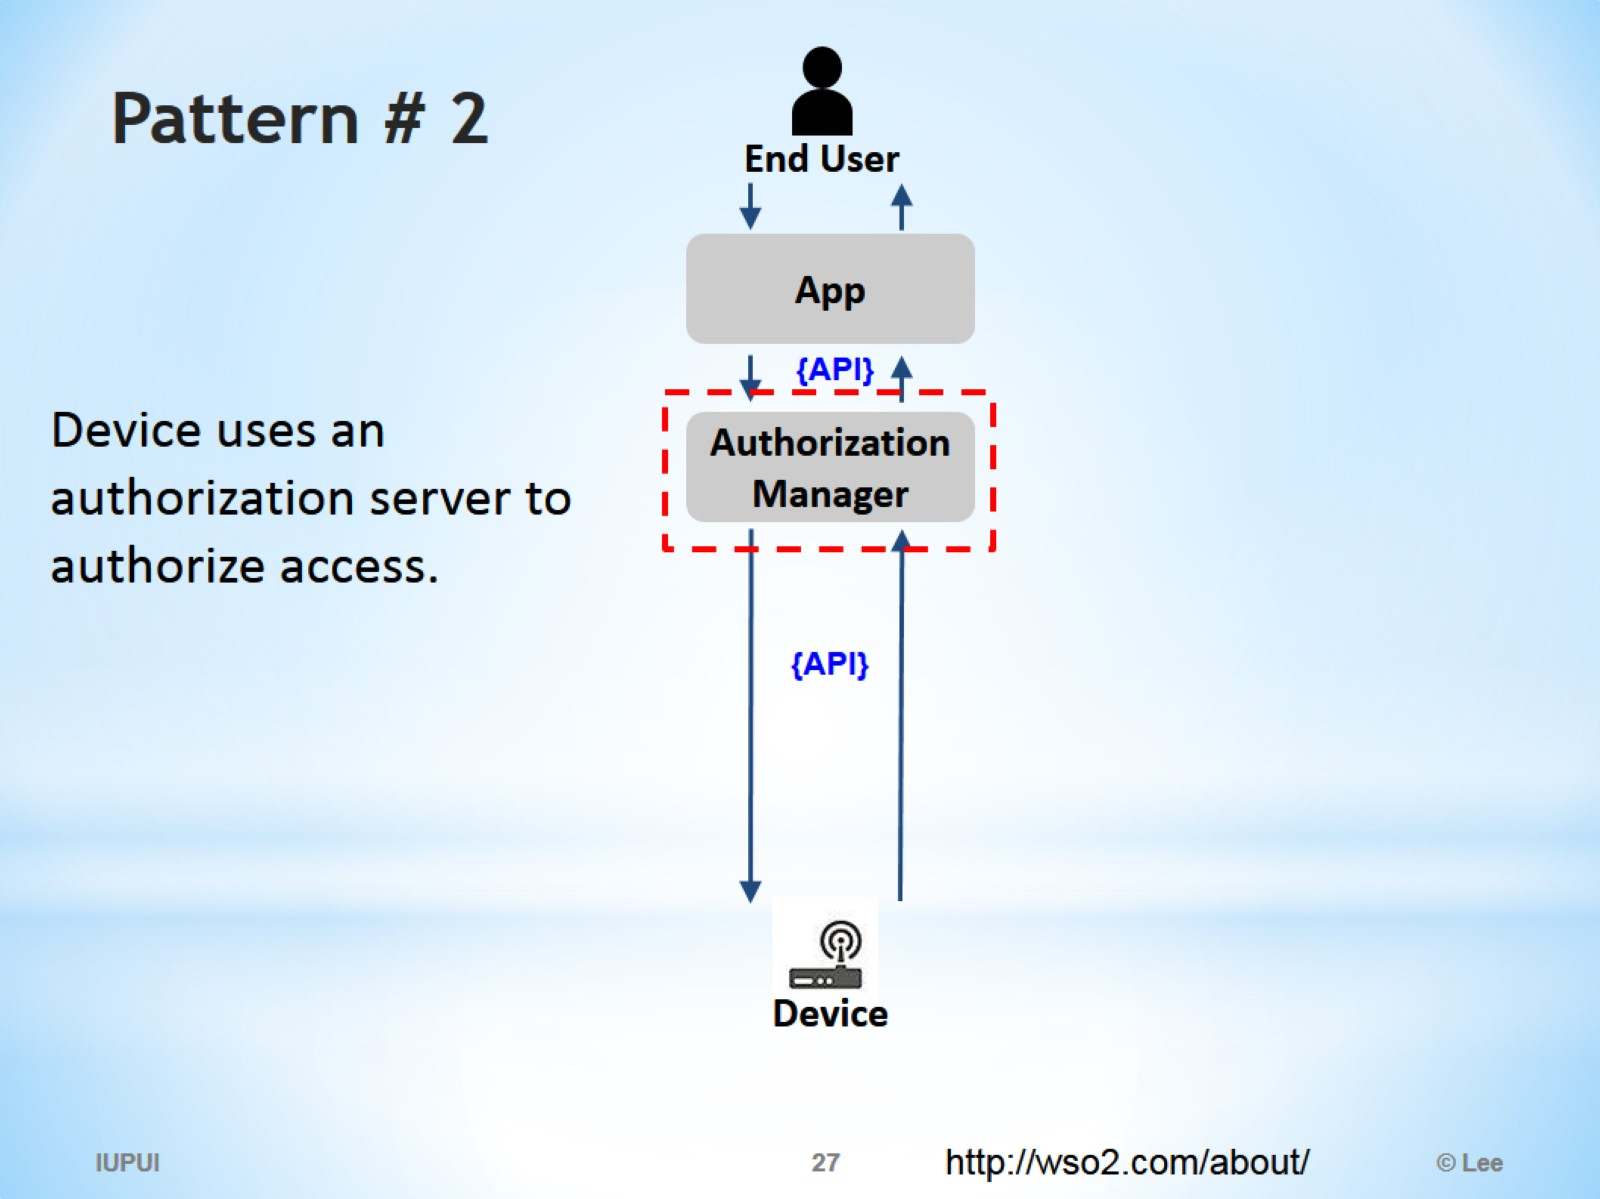 Pattern # 2
End User
App
{API}
Authorization
Manager
Device uses an
authorization server to
authorize access.
{API}
Device
IUPUI
27
http://wso2.com/about/
© Lee